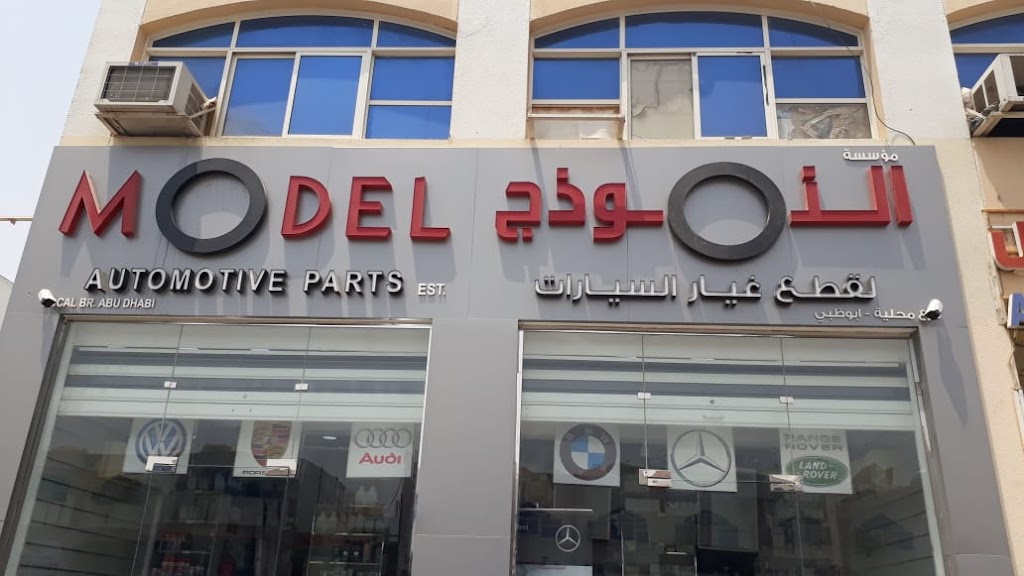 MODEL
AUTOMOTIVE PARTS EST.
CAL BR. ABU DHABI
مؤسسة
النموذج
لقطع غيار السيارات
ع محلية - ابوظبي
Audi
RANGE
ROVER
LAND
ROVER